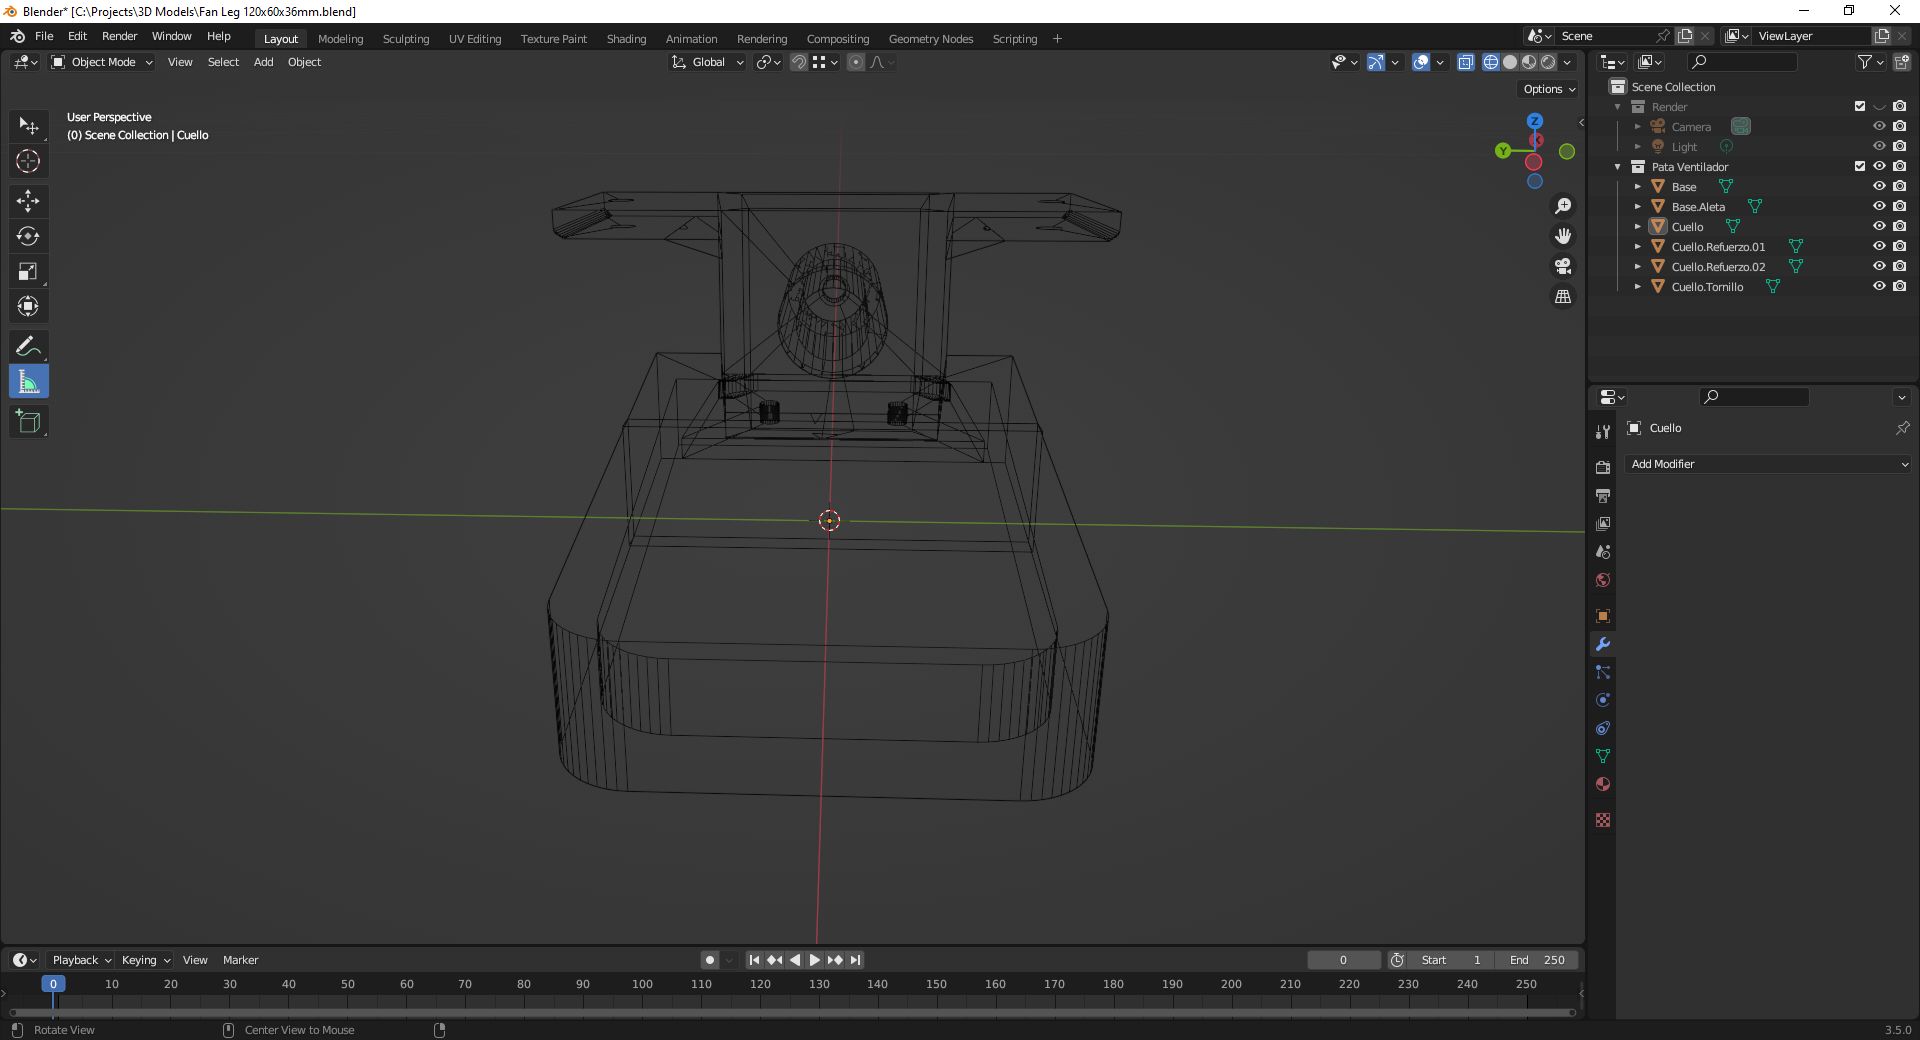 Blender* [C:\Projects\3D Models\Fan Leg 120x60x36mm.blend]
File Edit Render Window Help
Layout Modeling Sculpting UV Editing Texture Paint Shading Animation Rendering Compositing Geometry Nodes Scripting +
Scene
ViewLayer
Object Mode View Select Add Object
Global
Options
User Perspective
(0) Scene Collection | Cuello
Z
X
Y
Scene Collection
Render
Camera
Light
Pata Ventilador
Base
Base.Aleta
Cuello
Cuello.Refuerzo.01
Cuello.Refuerzo.02
Cuello.Tornillo
Cuello
Add Modifier
Playback Keying View Marker
0
Start 1
End 250
0 10 20 30 40 50 60 70 80 90 100 110 120 130 140 150 160 170 180 190 200 210 220 230 240 250
Rotate View
Center View to Mouse
3.5.0